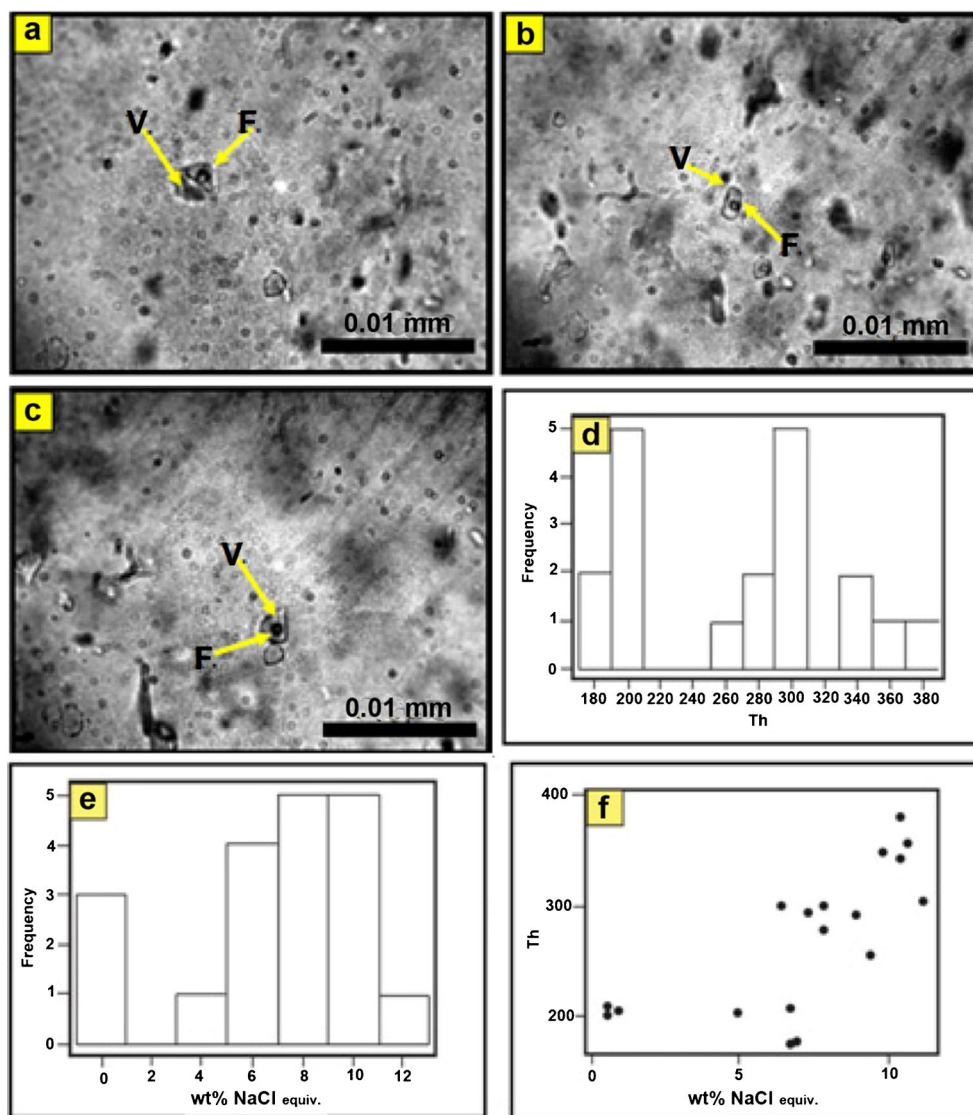 a
V.
F.
0.01 mm
b
V
F.
0.01 mm
c
V.
F.
0.01 mm
d
Frequency
5
4
3
2
1
0
180 200 220 240 260 280 300 320 340 360 380
Th
e
Frequency
5
4
3
2
1
0
0 2 4 6 8 10 12
wt% NaCl equiv.
f
Th
400
300
200
0 5 10
wt% NaCl equiv.